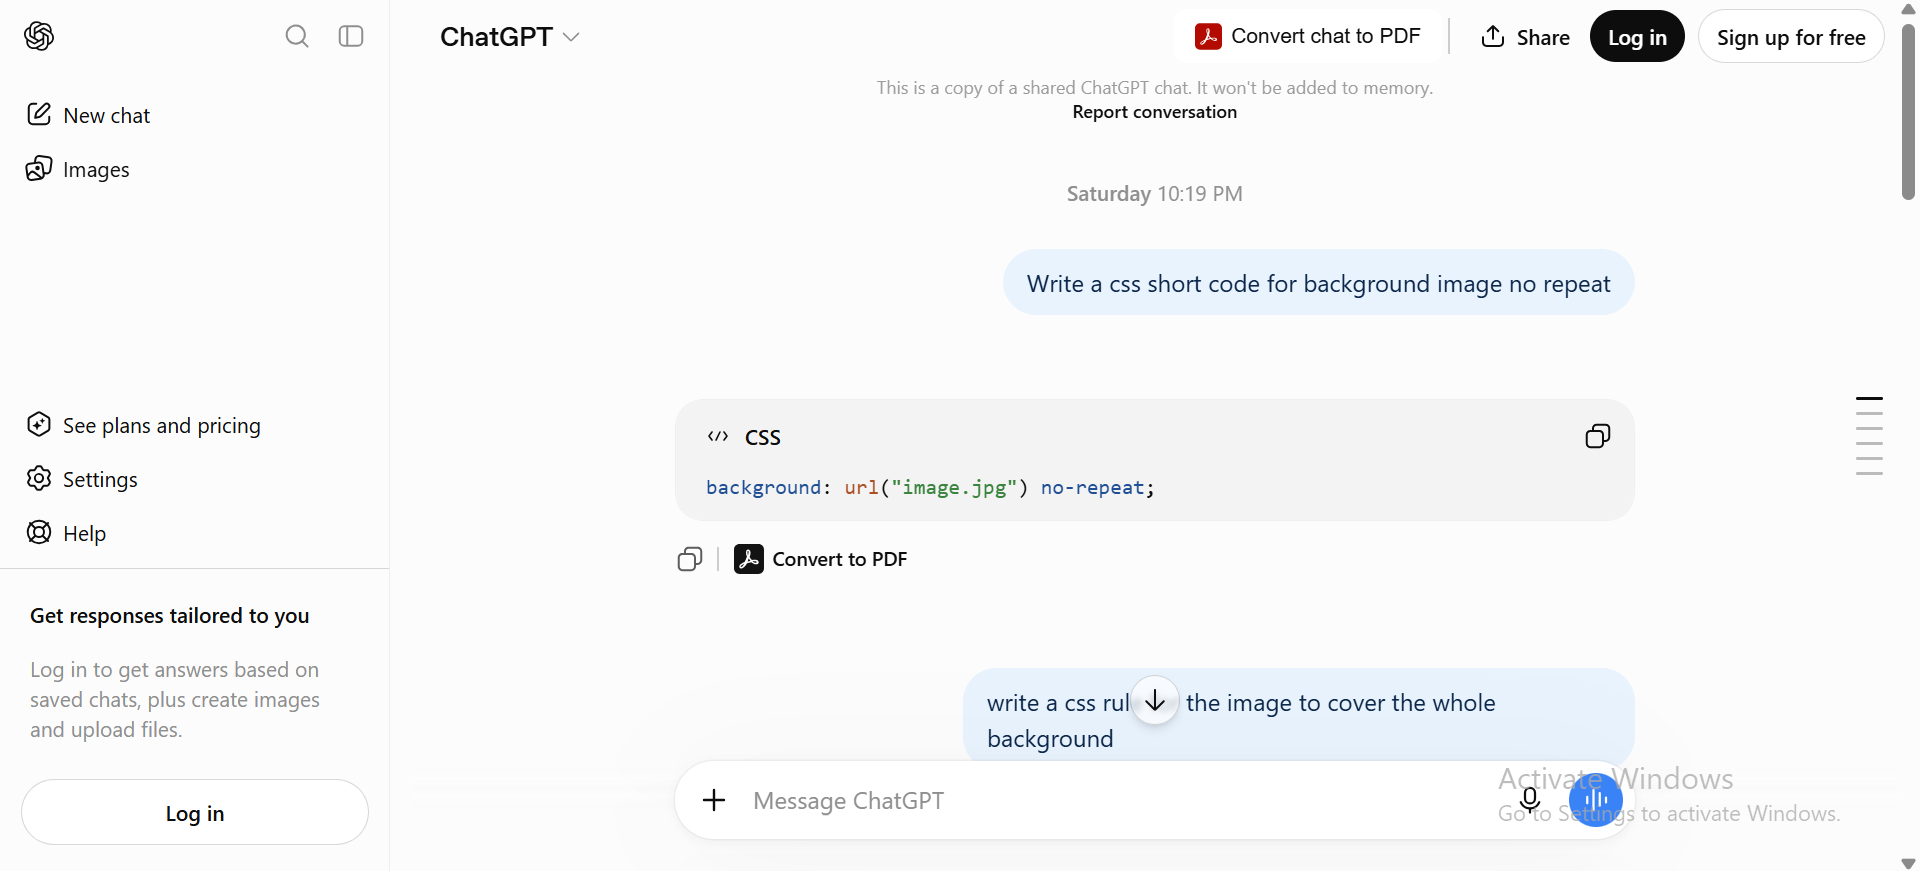 ChatGPT
Convert chat to PDF
Share
Log in
Sign up for free
This is a copy of a shared ChatGPT chat. It won't be added to memory.
Report conversation
New chat
Images
Saturday 10:19 PM
Write a css short code for background image no repeat
CSS
background: url("image.jpg") no-repeat;
Convert to PDF
See plans and pricing
Settings
Help
Get responses tailored to you
Log in to get answers based on
saved chats, plus create images
and upload files.
Log in
write a css rul the image to cover the whole
background
Message ChatGPT
Activate Windows
Go to Settings to activate Windows.